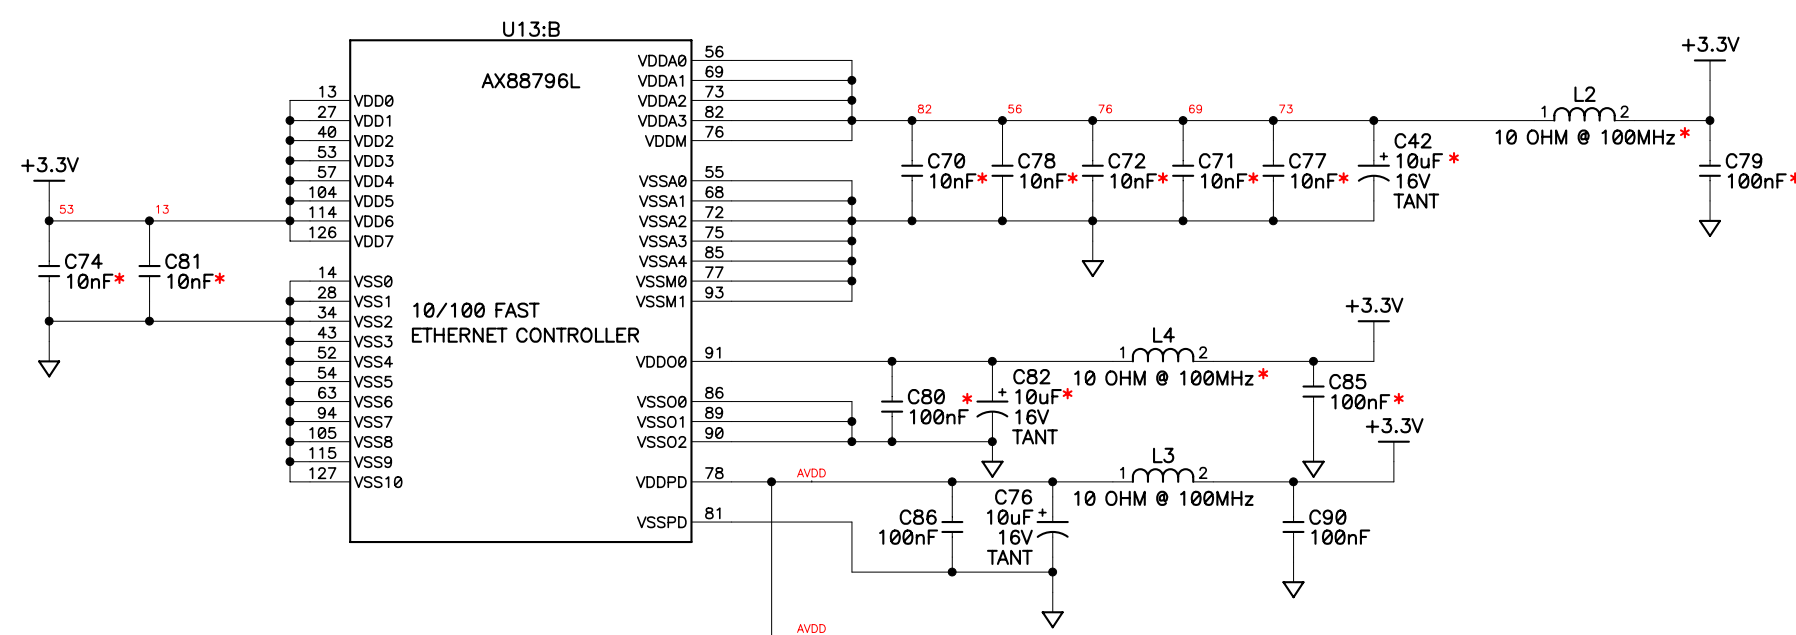 U13:B
AX88796L
10/100 FAST
ETHERNET CONTROLLER
13 VDD0
27 VDD1
40 VDD2
53 VDD3
57 VDD4
104 VDD5
114 VDD6
126 VDD7
14 VSS0
28 VSS1
34 VSS2
43 VSS3
52 VSS4
54 VSS5
63 VSS6
94 VSS7
105 VSS8
115 VSS9
127 VSS10
VDDA0 56
VDDA1 69
VDDA2 73
VDDA3 82
VDDM 76
VSSA0 55
VSSA1 68
VSSA2 72
VSSA3 75
VSSA4 85
VSSM0 77
VSSM1 93
VDDO0 91
VSSO0 86
VSSO1 89
VSSO2 90
VDDPD 78
VSSPD 81
+3.3V
53
13
C74
10nF*
C81
10nF*
82
56
76
69
73
C70
10nF*
C78
10nF*
C72
10nF*
C71
10nF*
C77
10nF*
C42
+ 10uF*
16V
TANT
L2
1 2
10 OHM @ 100MHz*
+3.3V
C79
100nF*
C80 *
100nF
C82
+ 10uF*
16V
TANT
L4
1 2
10 OHM @ 100MHz*
+3.3V
C85
100nF*
AVDD
C86
100nF
C76
10uF +
16V
TANT
L3
1 2
10 OHM @ 100MHz
+3.3V
C90
100nF
AVDD